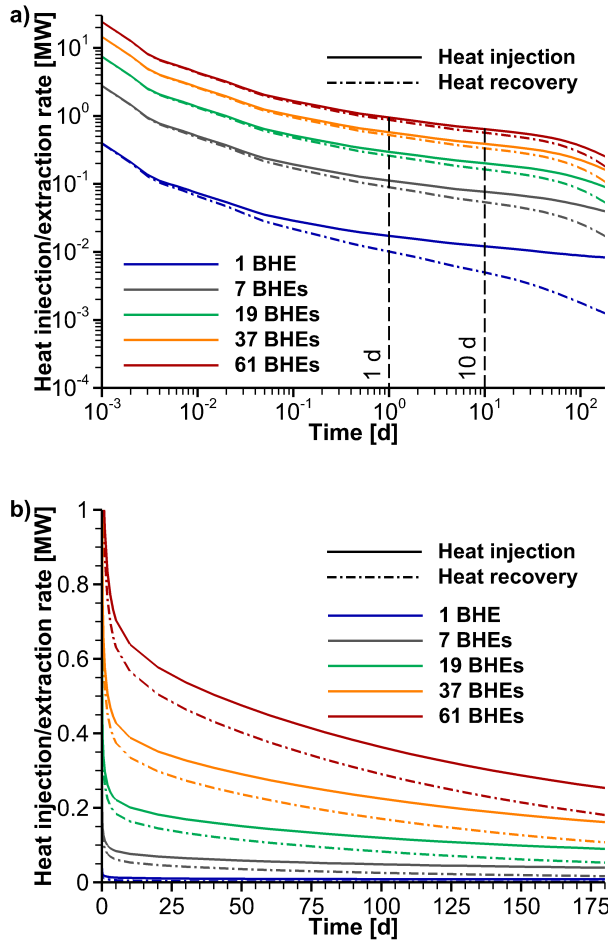 a)
Heat injection/extraction rate [MW]
10¹
10⁰
10⁻¹
10⁻²
10⁻³
10⁻⁴
Heat injection
Heat recovery
1 BHE
7 BHEs
19 BHEs
37 BHEs
61 BHEs
1 d
10 d
10⁻³ 10⁻² 10⁻¹ 10⁰ 10¹ 10²
Time [d]
b)
Heat injection/extraction rate [MW]
1
0.8
0.6
0.4
0.2
0
Heat injection
Heat recovery
1 BHE
7 BHEs
19 BHEs
37 BHEs
61 BHEs
0 25 50 75 100 125 150 175
Time [d]